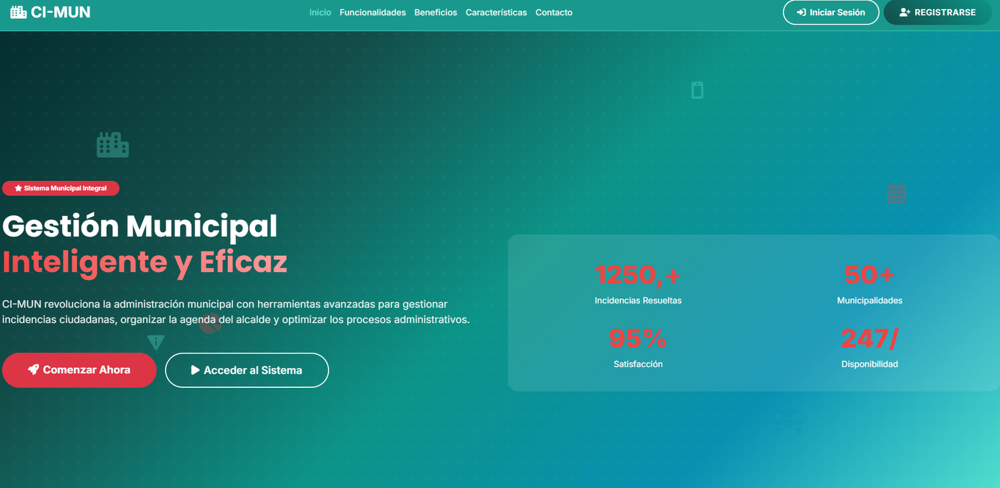 CI-MUN
Inicio Funcionalidades Beneficios Características Contacto
Iniciar Sesión
REGISTRARSE
Sistema Municipal Integral
Gestión Municipal
Inteligente y Eficaz
CI-MUN revoluciona la administración municipal con herramientas avanzadas para gestionar
incidencias ciudadanas, organizar la agenda del alcalde y optimizar los procesos administrativos.
Comenzar Ahora
Acceder al Sistema
1250,+
Incidencias Resueltas
50+
Municipalidades
95%
Satisfacción
247/
Disponibilidad